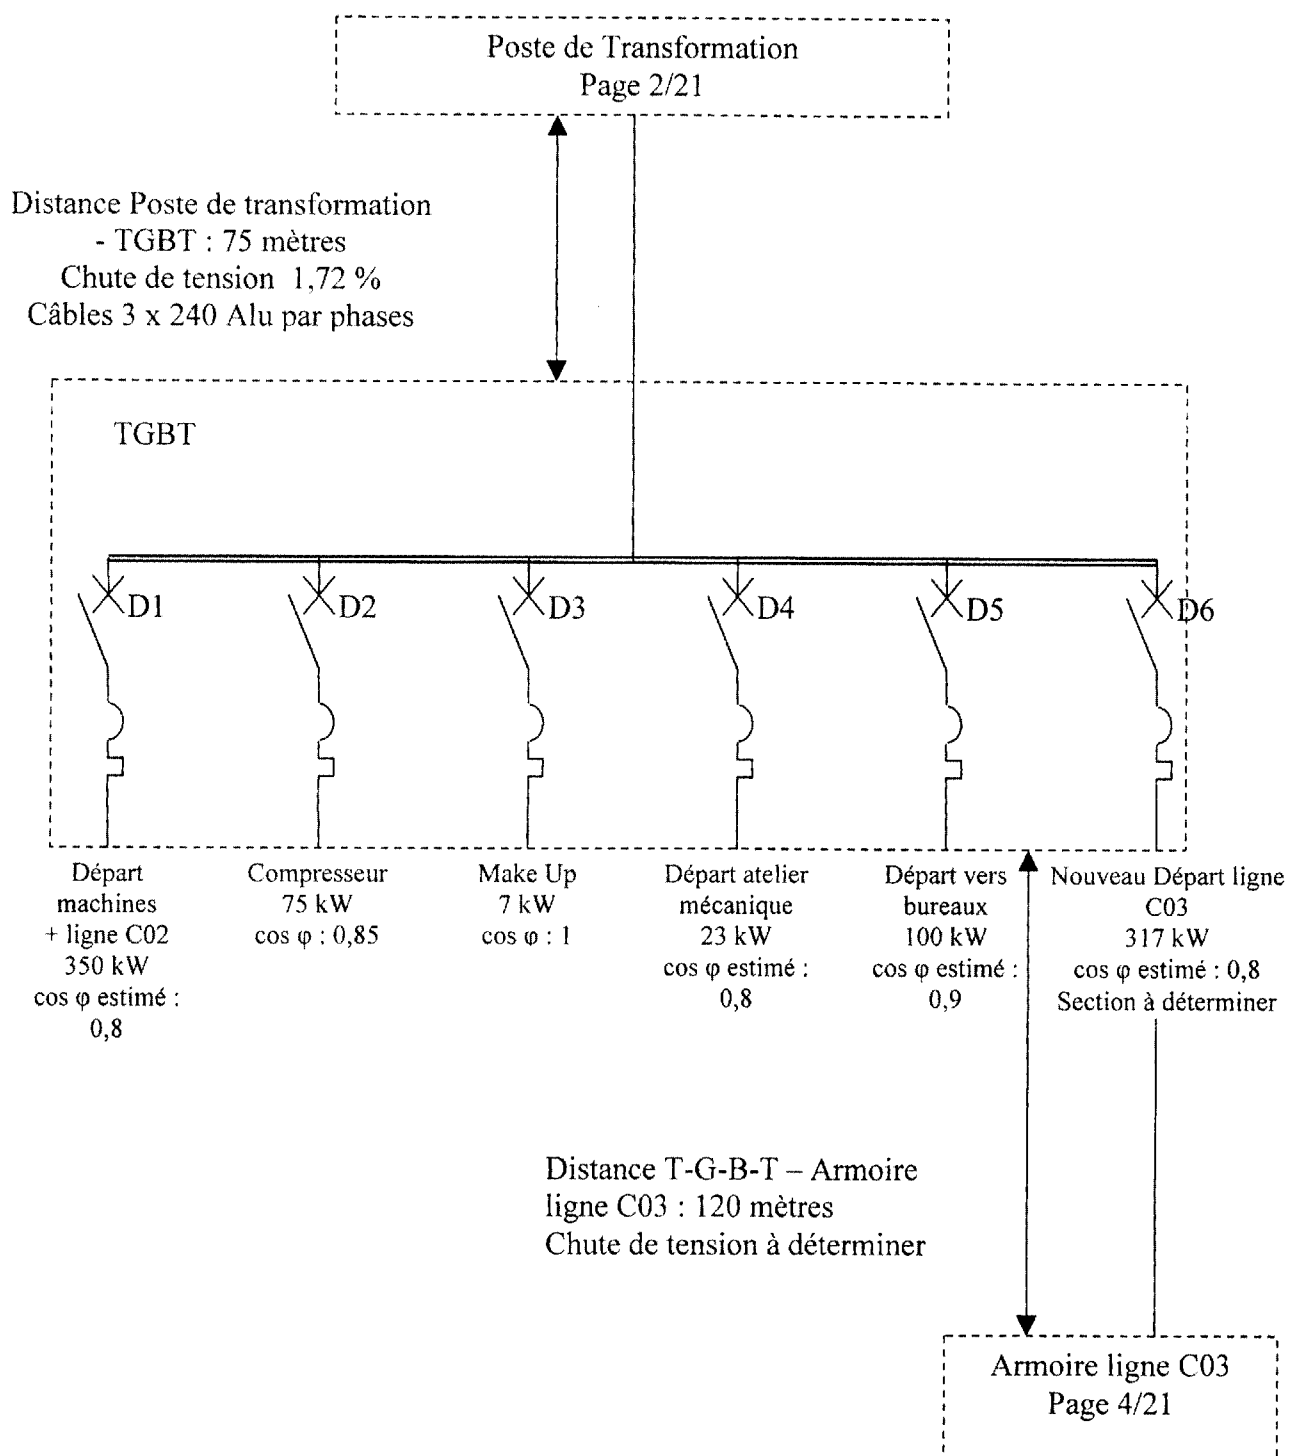 Poste de Transformation
Page 2/21
Distance Poste de transformation
- TGBT : 75 mètres
Chute de tension 1,72 %
Câbles 3 x 240 Alu par phases
TGBT
D1
D2
D3
D4
D5
D6
Départ
machines
+ ligne C02
350 kW
cos φ estimé :
0,8
Compresseur
75 kW
cos φ : 0,85
Make Up
7 kW
cos φ : 1
Départ atelier
mécanique
23 kW
cos φ estimé :
0,8
Départ vers
bureaux
100 kW
cos φ estimé :
0,9
Nouveau Départ ligne
C03
317 kW
cos φ estimé : 0,8
Section à déterminer
Distance T-G-B-T – Armoire
ligne C03 : 120 mètres
Chute de tension à déterminer
Armoire ligne C03
Page 4/21